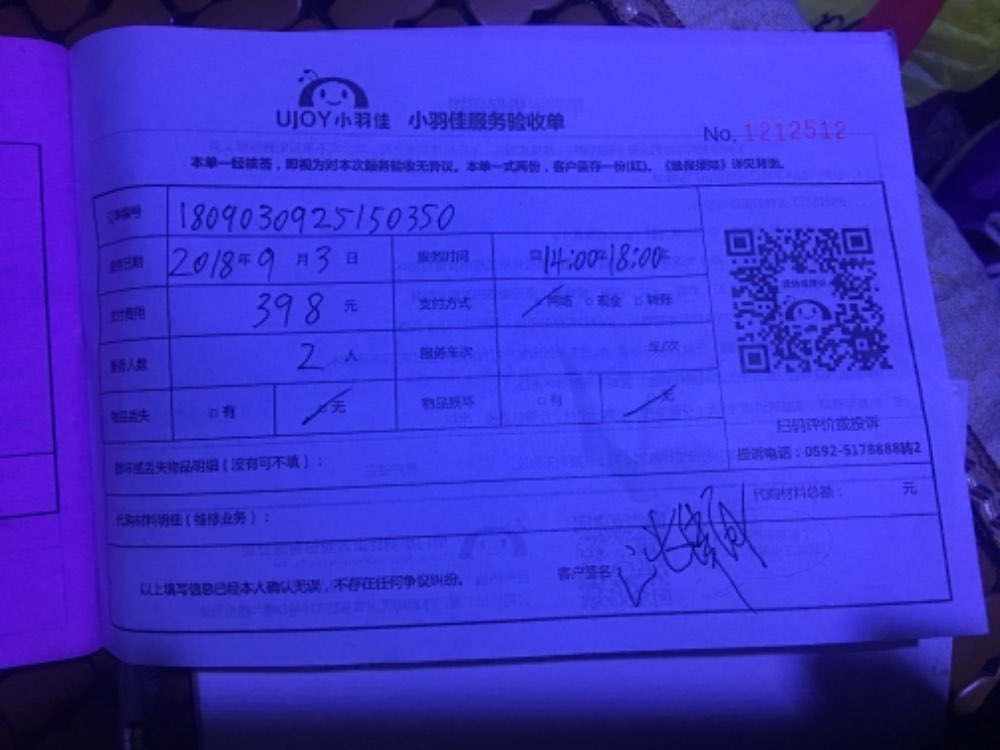 UJOY小羽佳 小羽佳服务验收单
No. 1212512
本单一经核签，即视为对本次服务验收无异议。本单一式两份，客户留存一份(红)。《维保须知》详见背面。
订单编号 180903092515​0350
服务日期 2018年9月3日 服务时间 14:00-18:00
支付费用 398 元 支付方式 网络 □现金 □转账
服务人数 2 人 服务车次 车/次
物品丢失 □有 □无 物品损坏 □有 □无
扫码评价或投诉
损坏或丢失物品明细（没有可不填）： 投诉电话：0592-5178888转2
代购材料明细（维修业务）： 代购材料总额： 元
以上填写信息已经本人确认无误，不存在任何争议纠纷。 客户签名：